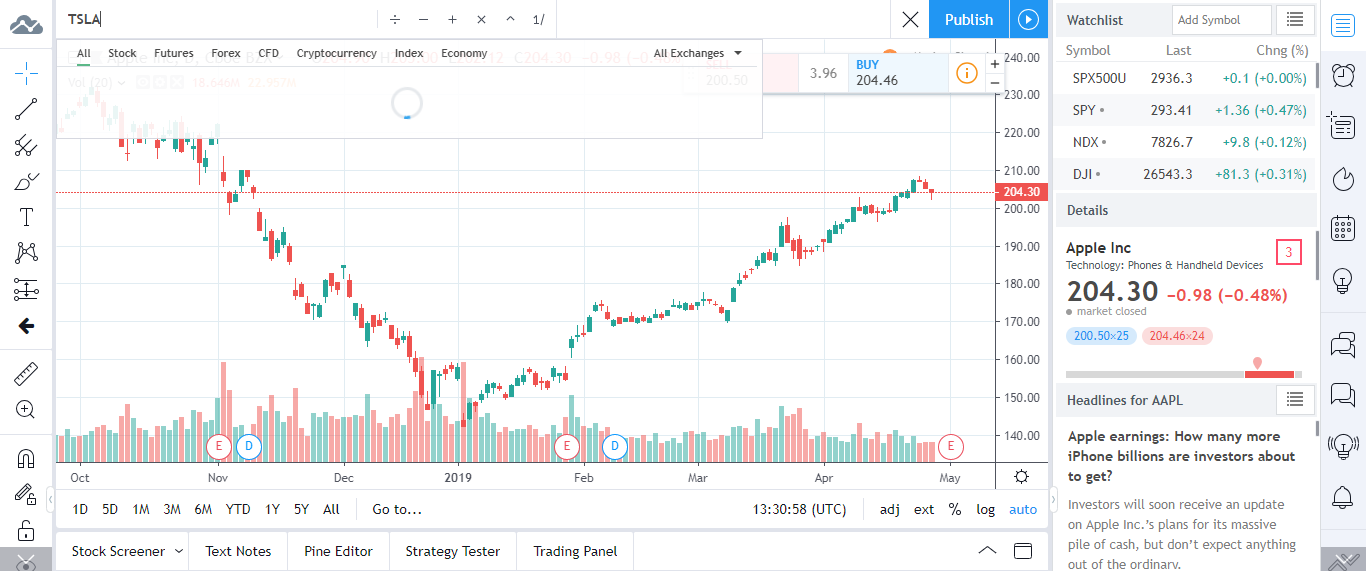 TSLA
÷ − + × ^ 1/
Publish
All Stock Futures Forex CFD Cryptocurrency Index Economy All Exchanges
Vol (20) 18.646M 22.952M
200.50
3.96
BUY
204.46
240.00
230.00
220.00
210.00
204.30
200.00
190.00
180.00
170.00
160.00
150.00
140.00
E D E D E
Oct Nov Dec 2019 Feb Mar Apr May
1D 5D 1M 3M 6M YTD 1Y 5Y All Go to...
13:30:58 (UTC) adj ext % log auto
Stock Screener Text Notes Pine Editor Strategy Tester Trading Panel
Watchlist Add Symbol
Symbol Last Chng (%)
SPX500U 2936.3 +0.1 (+0.00%)
SPY 293.41 +1.36 (+0.47%)
NDX 7826.7 +9.8 (+0.12%)
DJI 26543.3 +81.3 (+0.31%)
Details
Apple Inc 3
Technology: Phones & Handheld Devices
204.30 −0.98 (−0.48%)
market closed
200.50×25 204.46×24
Headlines for AAPL
Apple earnings: How many more
iPhone billions are investors about
to get?
Investors will soon receive an update
on Apple Inc.’s plans for its massive
pile of cash, but don’t expect anything
out of the ordinary.